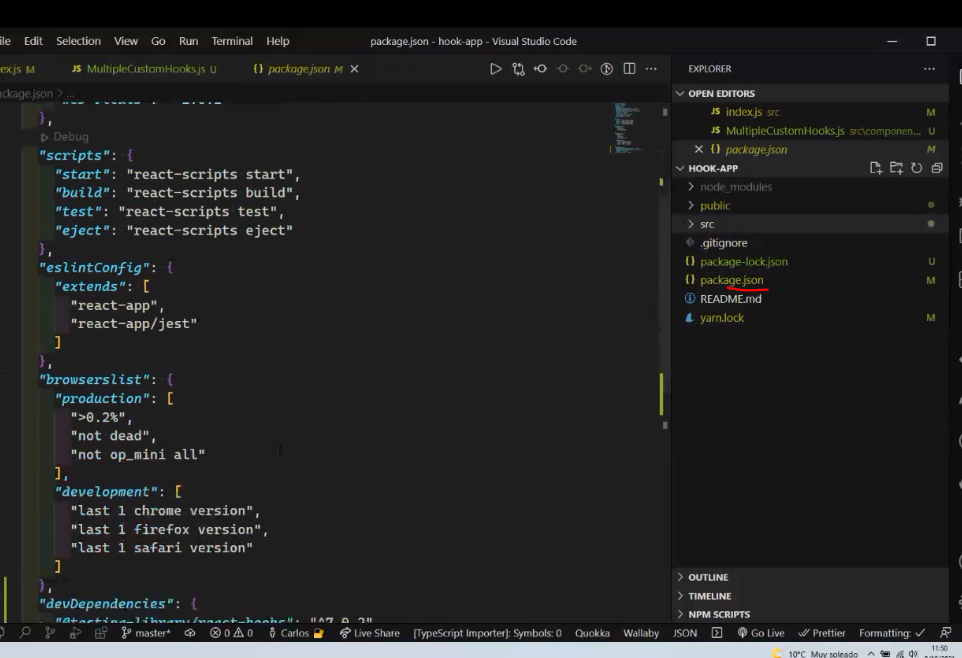 Edit Selection View Go Run Terminal Help package.json - hook-app - Visual Studio Code
ex.js M JS MultipleCustomHooks.js U {} package.json M
ackage.json > ...
},
Debug
"scripts": {
"start": "react-scripts start",
"build": "react-scripts build",
"test": "react-scripts test",
"eject": "react-scripts eject"
},
"eslintConfig": {
"extends": [
"react-app",
"react-app/jest"
]
},
"browserslist": {
"production": [
">0.2%",
"not dead",
"not op_mini all"
],
"development": [
"last 1 chrome version",
"last 1 firefox version",
"last 1 safari version"
]
},
"devDependencies": {
"@testing-library/react-hooks": "^7.0.2"
EXPLORER
OPEN EDITORS
JS index.js src M
JS MultipleCustomHooks.js src\componen... U
{} package.json M
HOOK-APP
node_modules
public
src
.gitignore
{} package-lock.json U
{} package.json M
README.md
yarn.lock M
OUTLINE
TIMELINE
NPM SCRIPTS
master* 0 0 Carlos Live Share [TypeScript Importer]: Symbols: 0 Quokka Wallaby JSON Go Live Prettier Formatting:
10°C Muy soleado
11:50